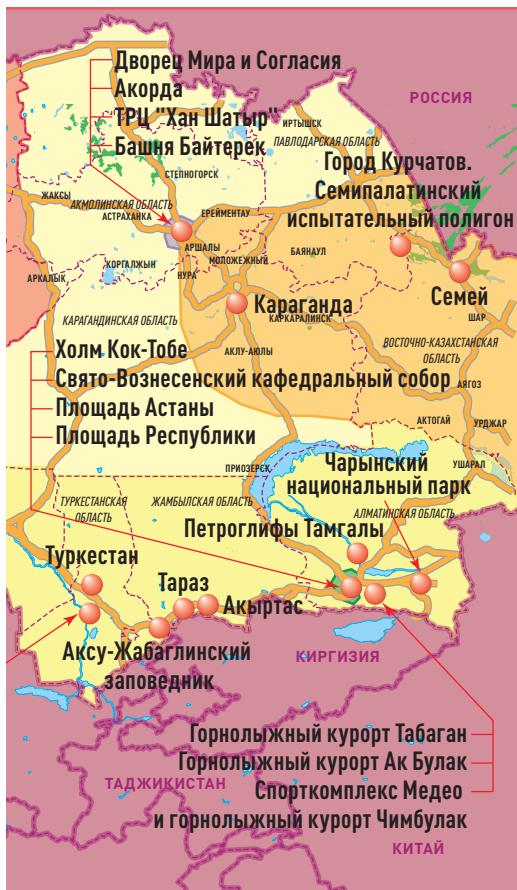 Дворец Мира и Согласия
Акорда
ТРЦ "Хан Шатыр"
Башня Байтерек
РОССИЯ
ИРТЫШСК
ПАВЛОДАРСКАЯ ОБЛАСТЬ
Город Курчатов.
Семипалатинский
испытательный полигон
СТЕПНОГОРСК
ЖАКСЫ
АКМОЛИНСКАЯ ОБЛАСТЬ
АСТРАХАНКА
ЕРЕЙМЕНТАУ
АРШАЛЫ
МОЛОЖЕЖНЫЙ
БАЯНАУЛ
КОРГАЛЖЫН
НУРА
АРКАЛЫК
Семей
Караганда
ШАР
КАРКАРАЛИНСК
КАРАГАНДИНСКАЯ ОБЛАСТЬ
ВОСТОЧНО-КАЗАХСТАНСКАЯ
ОБЛАСТЬ
АКЛУ-АЮЛЫ
Холм Кок-Тобе
Свято-Вознесенский кафедральный собор
Площадь Астаны
Площадь Республики
АЯГОЗ
АКТОГАЙ
УРДЖАР
УШАРАЛ
ПРИОЗЕРСК
Чарынский
национальный парк
ТУРКЕСТАНСКАЯ
ОБЛАСТЬ
ЖАМБЫЛСКАЯ ОБЛАСТЬ
АЛМАТИНСКАЯ ОБЛАСТЬ
Петроглифы Тамгалы
Туркестан
Тараз
Акыртас
Аксу-Жабаглинский
заповедник
КИРГИЗИЯ
Горнолыжный курорт Табаган
Горнолыжный курорт Ак Булак
ТАДЖИКИСТАН
Спорткомплекс Медео
и горнолыжный курорт Чимбулак
КИТАЙ